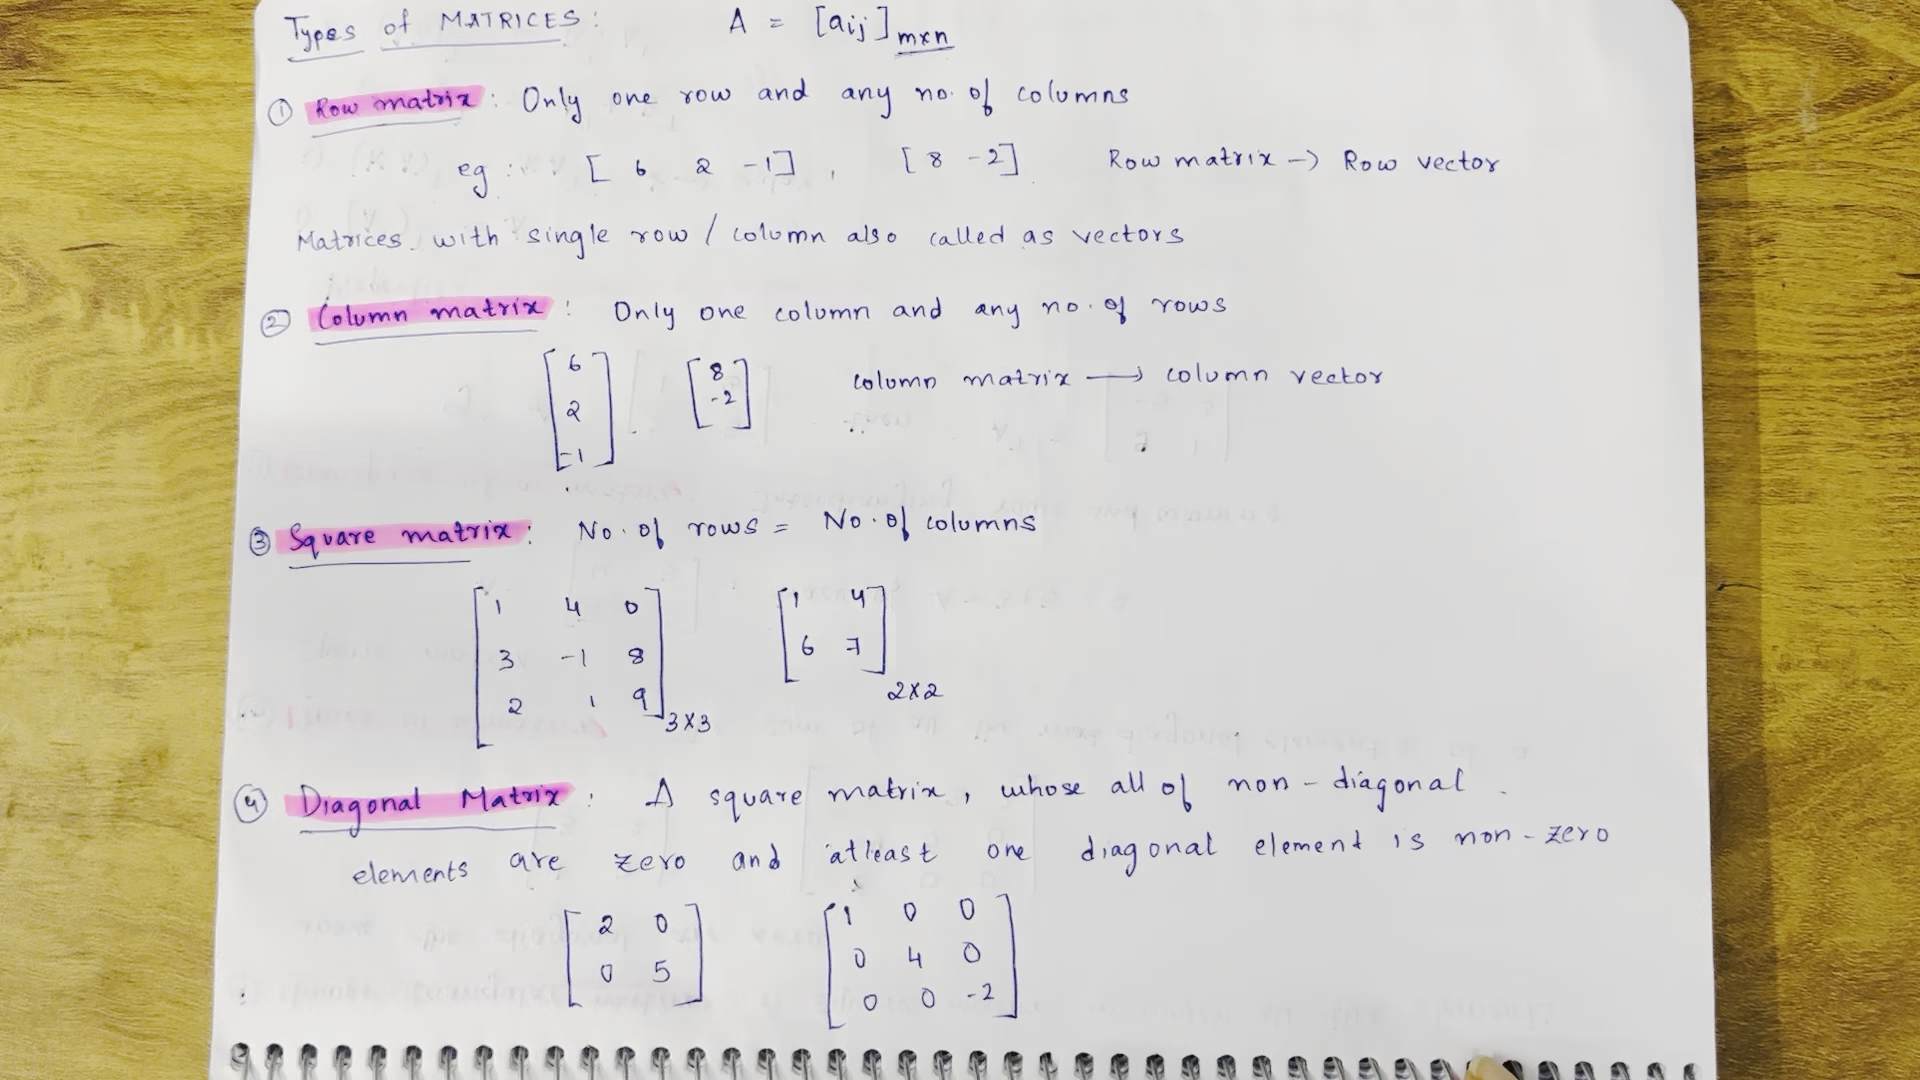 Types of MATRICES : A = [aij]mxn
① Row matrix : Only one row and any no. of columns
eg : [ 6 2 -1 ] , [ 8 -2 ] Row matrix -> Row vector
Matrices with single row / column also called as vectors
② Column matrix : Only one column and any no. of rows
[ 6 [ 8
2 -2 ] column matrix → column vector
-1 ]
③ Square matrix : No. of rows = No. of columns
[ 1 4 0 [ 1 4
3 -1 8 6 7 ] 2x2
2 1 9 ] 3x3
④ Diagonal Matrix : A square matrix, whose all of non - diagonal
elements are zero and atleast one diagonal element is non - zero
[ 2 0 [ 1 0 0
0 5 ] 0 4 0
0 0 -2 ]